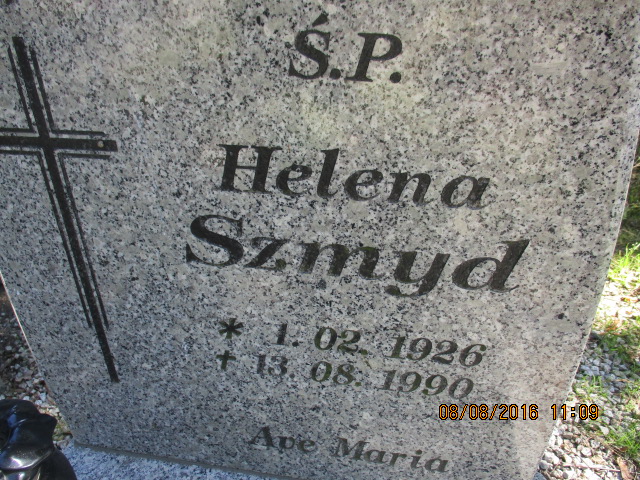 Ś.P.
Helena
Szmyd
* 1. 02. 1926
✝ 13. 08. 1990
Ave Maria
08/08/2016 11:09